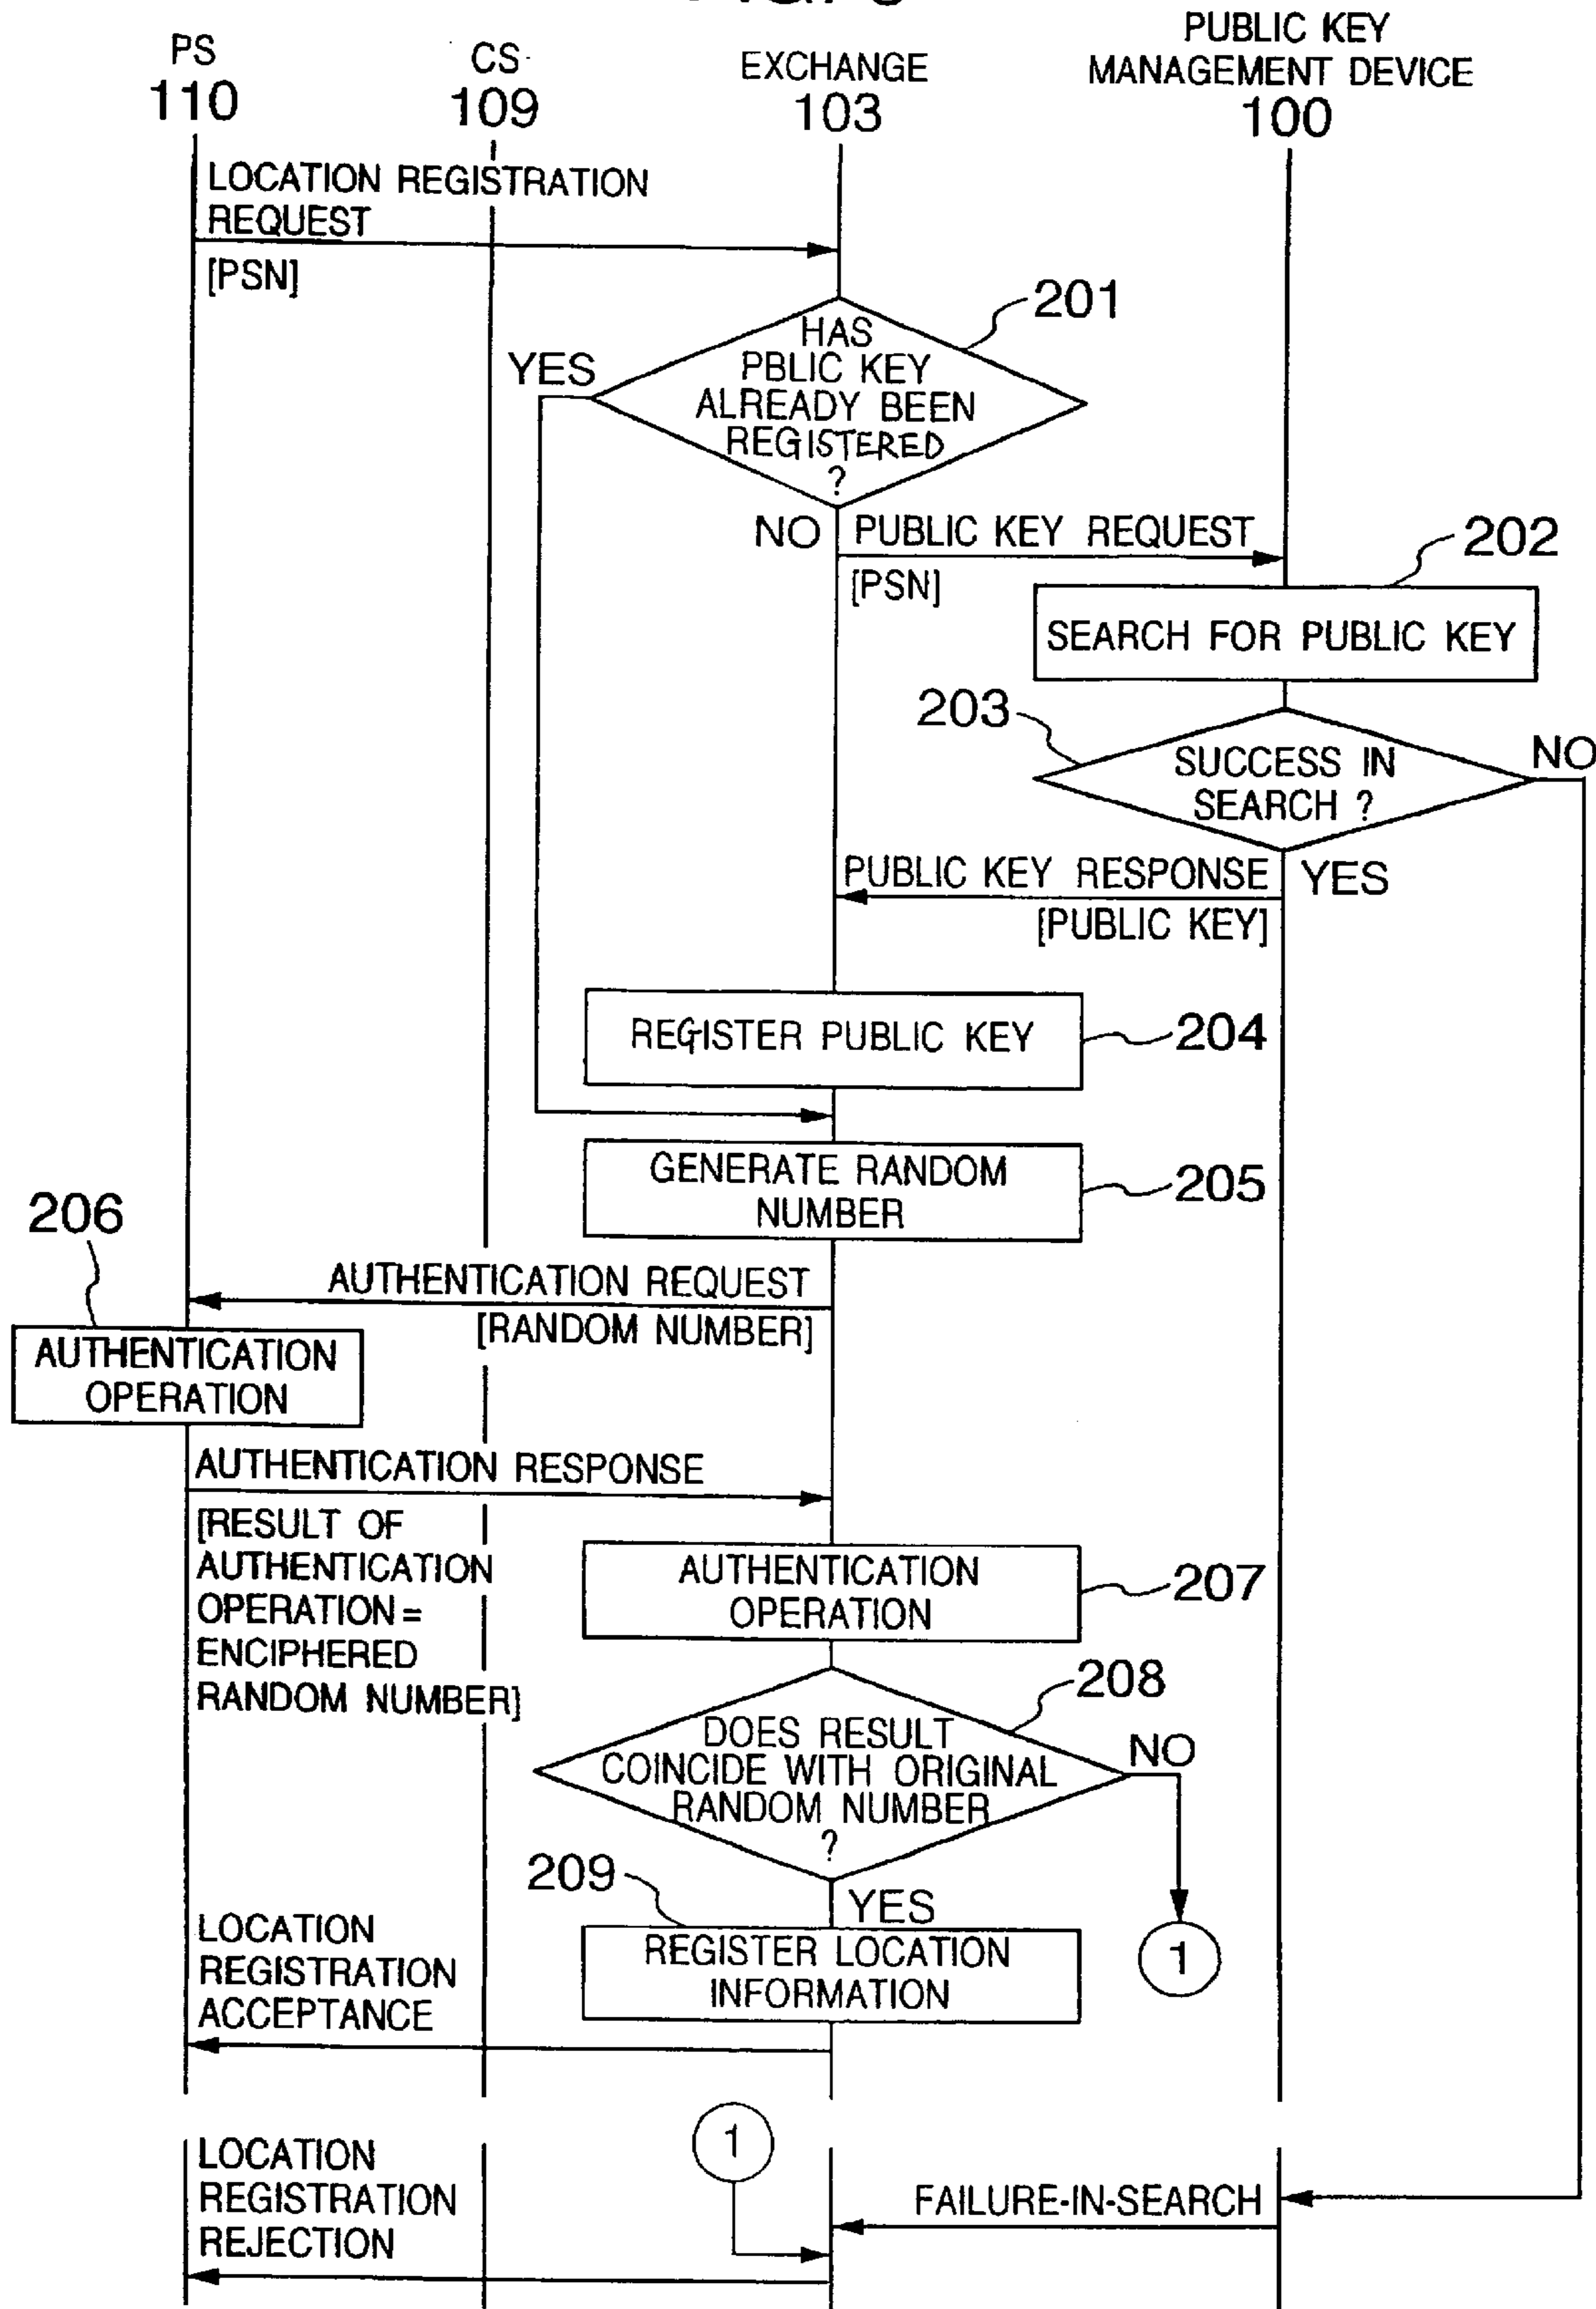 PS
110
CS
109
EXCHANGE
103
PUBLIC KEY
MANAGEMENT DEVICE
100
LOCATION REGISTRATION
REQUEST
[PSN]
201
HAS
PBLIC KEY
ALREADY BEEN
REGISTERED
?
YES
NO
PUBLIC KEY REQUEST
[PSN]
202
SEARCH FOR PUBLIC KEY
203
SUCCESS IN
SEARCH ?
NO
YES
PUBLIC KEY RESPONSE
[PUBLIC KEY]
REGISTER PUBLIC KEY
204
GENERATE RANDOM
NUMBER
205
206
AUTHENTICATION REQUEST
[RANDOM NUMBER]
AUTHENTICATION
OPERATION
AUTHENTICATION RESPONSE
[RESULT OF
AUTHENTICATION
OPERATION =
ENCIPHERED
RANDOM NUMBER]
AUTHENTICATION
OPERATION
207
208
DOES RESULT
COINCIDE WITH ORIGINAL
RANDOM NUMBER
?
NO
1
209
YES
REGISTER LOCATION
INFORMATION
LOCATION
REGISTRATION
ACCEPTANCE
1
LOCATION
REGISTRATION
REJECTION
FAILURE-IN-SEARCH